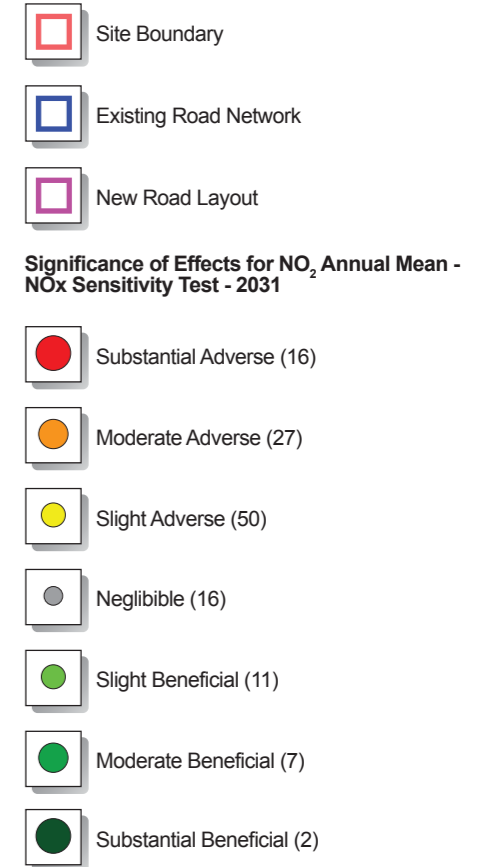 Site Boundary
Existing Road Network
New Road Layout
Significance of Effects for NO₂ Annual Mean -
NOx Sensitivity Test - 2031
Substantial Adverse (16)
Moderate Adverse (27)
Slight Adverse (50)
Neglibible (16)
Slight Beneficial (11)
Moderate Beneficial (7)
Substantial Beneficial (2)